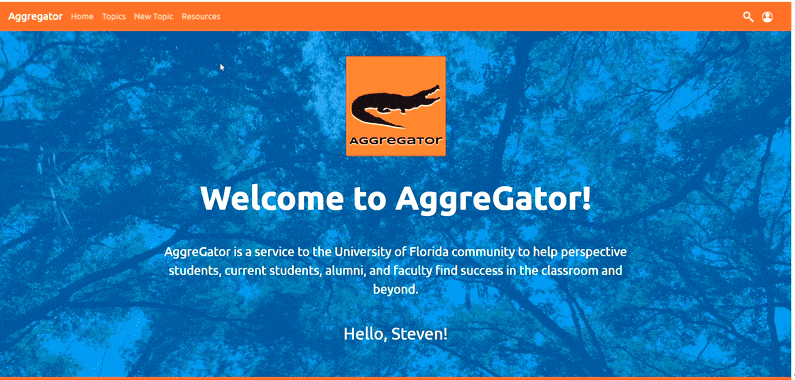 Aggregator Home Topics New Topic Resources
AGGREGATOR
Welcome to AggreGator!
AggreGator is a service to the University of Florida community to help perspective
students, current students, alumni, and faculty find success in the classroom and
beyond.
Hello, Steven!